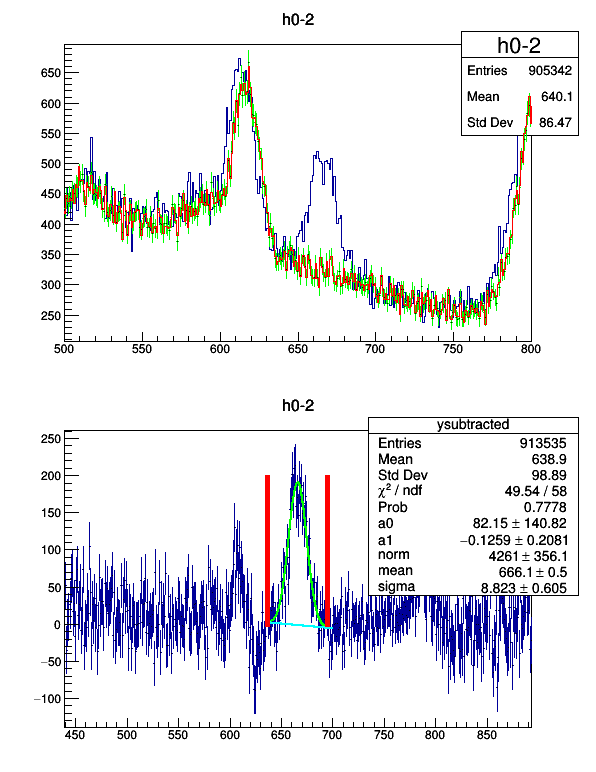 h0-2
h0-2
Entries 905342
Mean 640.1
Std Dev 86.47
650
600
550
500
450
400
350
300
250
500 550 600 650 700 750 800
h0-2
ysubtracted
Entries 913535
Mean 638.9
Std Dev 98.89
χ² / ndf 49.54 / 58
Prob 0.7778
a0 82.15 ± 140.82
a1 −0.1259 ± 0.2081
norm 4261 ± 356.1
mean 666.1 ± 0.5
sigma 8.823 ± 0.605
250
200
150
100
50
0
−50
−100
450 500 550 600 650 700 750 800 850